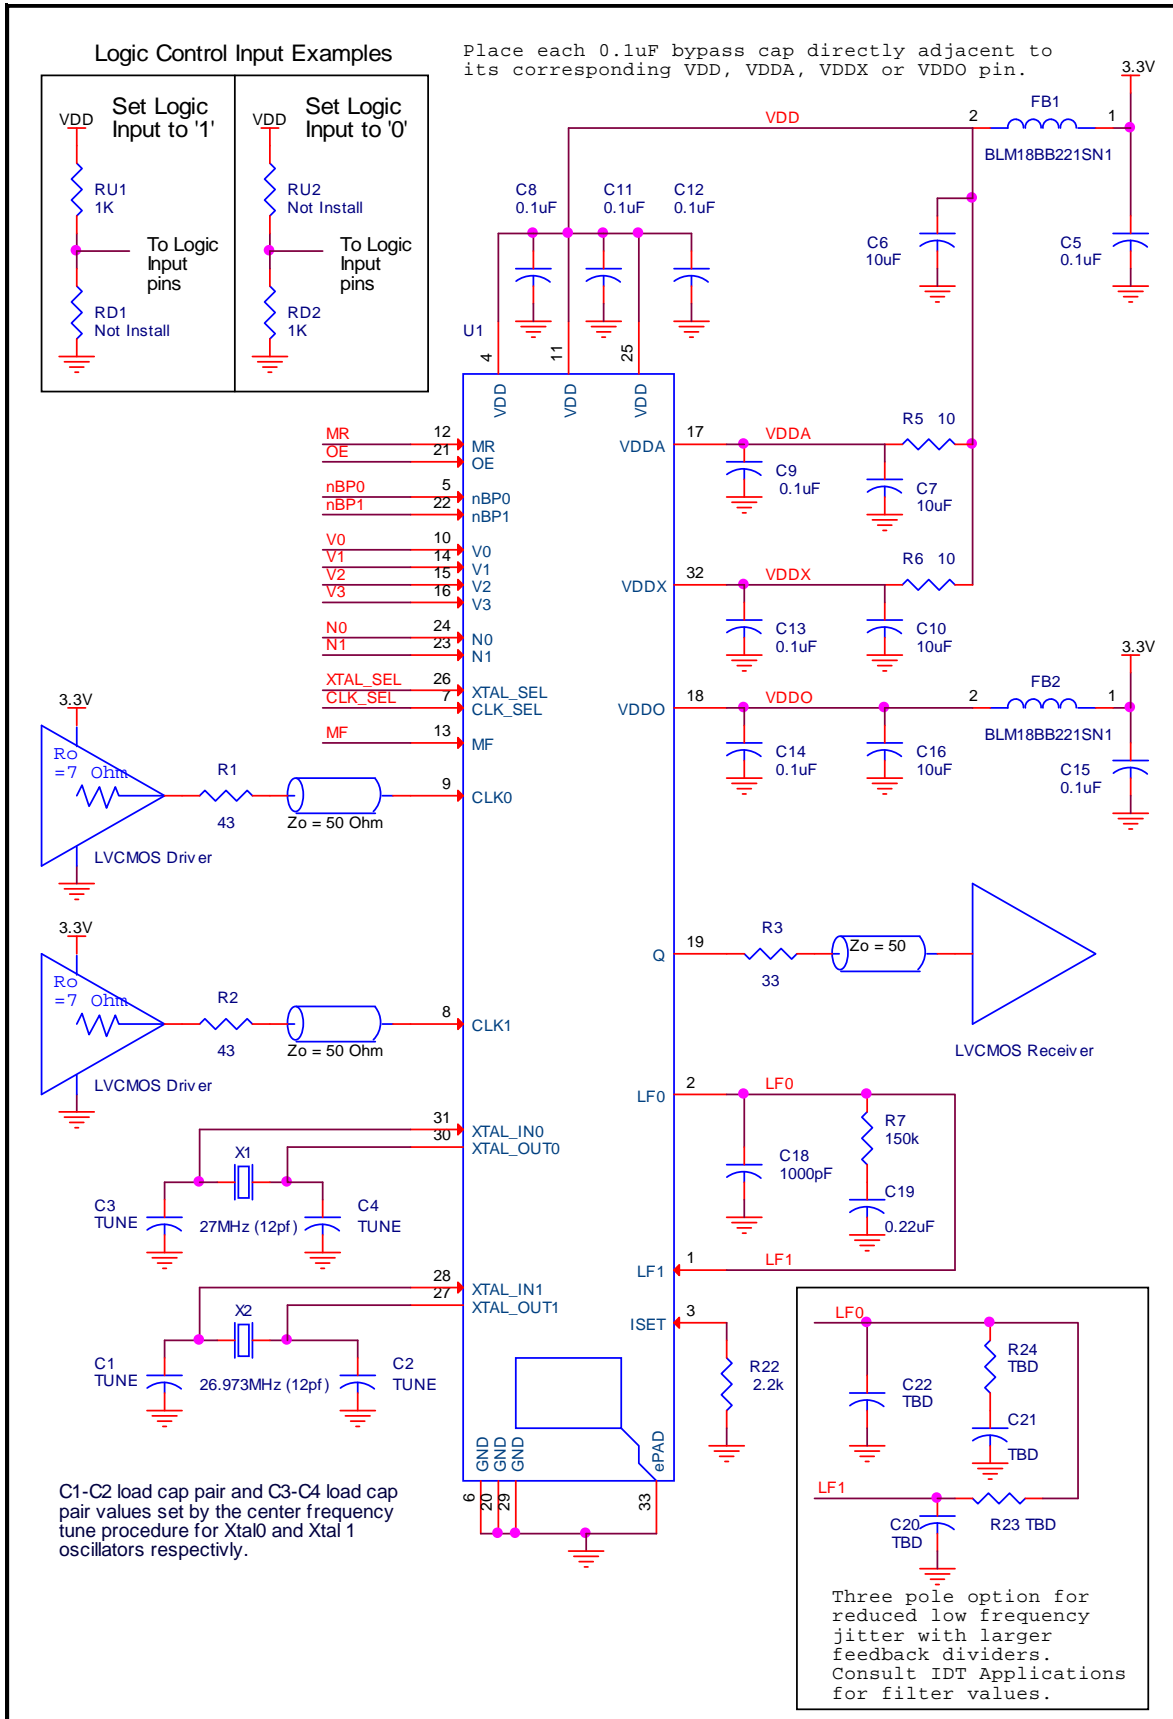 Logic Control Input Examples
Place each 0.1uF bypass cap directly adjacent to
its corresponding VDD, VDDA, VDDX or VDDO pin.
VDD
Set Logic
Input to '1'
RU1
1K
To Logic
Input
pins
RD1
Not Install
VDD
Set Logic
Input to '0'
RU2
Not Install
To Logic
Input
pins
RD2
1K
3.3V
VDD
2
FB1
1
BLM18BB221SN1
C8
0.1uF
C11
0.1uF
C12
0.1uF
C6
10uF
C5
0.1uF
U1
4
11
25
VDD
VDD
VDD
MR
12
MR
OE
21
OE
nBP0
5
nBP0
nBP1
22
nBP1
V0
10
V0
V1
14
V1
V2
15
V2
V3
16
V3
N0
24
N0
N1
23
N1
XTAL_SEL
26
XTAL_SEL
CLK_SEL
7
CLK_SEL
MF
13
MF
VDDA
17
VDDA
R5 10
C9
0.1uF
C7
10uF
VDDX
32
VDDX
R6 10
C13
0.1uF
C10
10uF
3.3V
VDDO
18
VDDO
2
FB2
1
BLM18BB221SN1
C14
0.1uF
C16
10uF
C15
0.1uF
3.3V
Ro
=7 Ohm
R1
43
Zo = 50 Ohm
9
CLK0
LVCMOS Driver
3.3V
Ro
=7 Ohm
R2
43
Zo = 50 Ohm
8
CLK1
LVCMOS Driver
Q
19
R3
33
Zo = 50
LVCMOS Receiver
31
XTAL_IN0
30
XTAL_OUT0
X1
C3
TUNE
27MHz (12pf)
C4
TUNE
28
XTAL_IN1
27
XTAL_OUT1
X2
C1
TUNE
26.973MHz (12pf)
C2
TUNE
LF0
2
LF0
R7
150k
C18
1000pF
C19
0.22uF
LF1
1
LF1
ISET
3
R22
2.2k
GND
GND
GND
ePAD
6
20
29
33
C1-C2 load cap pair and C3-C4 load cap
pair values set by the center frequency
tune procedure for Xtal0 and Xtal 1
oscillators respectivly.
LF0
R24
TBD
C22
TBD
C21
TBD
LF1
C20
TBD
R23 TBD
Three pole option for
reduced low frequency
jitter with larger
feedback dividers.
Consult IDT Applications
for filter values.